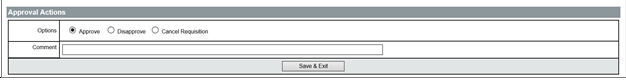 Approval Actions
Options Approve Disapprove Cancel Requisition
Comment
Save & Exit